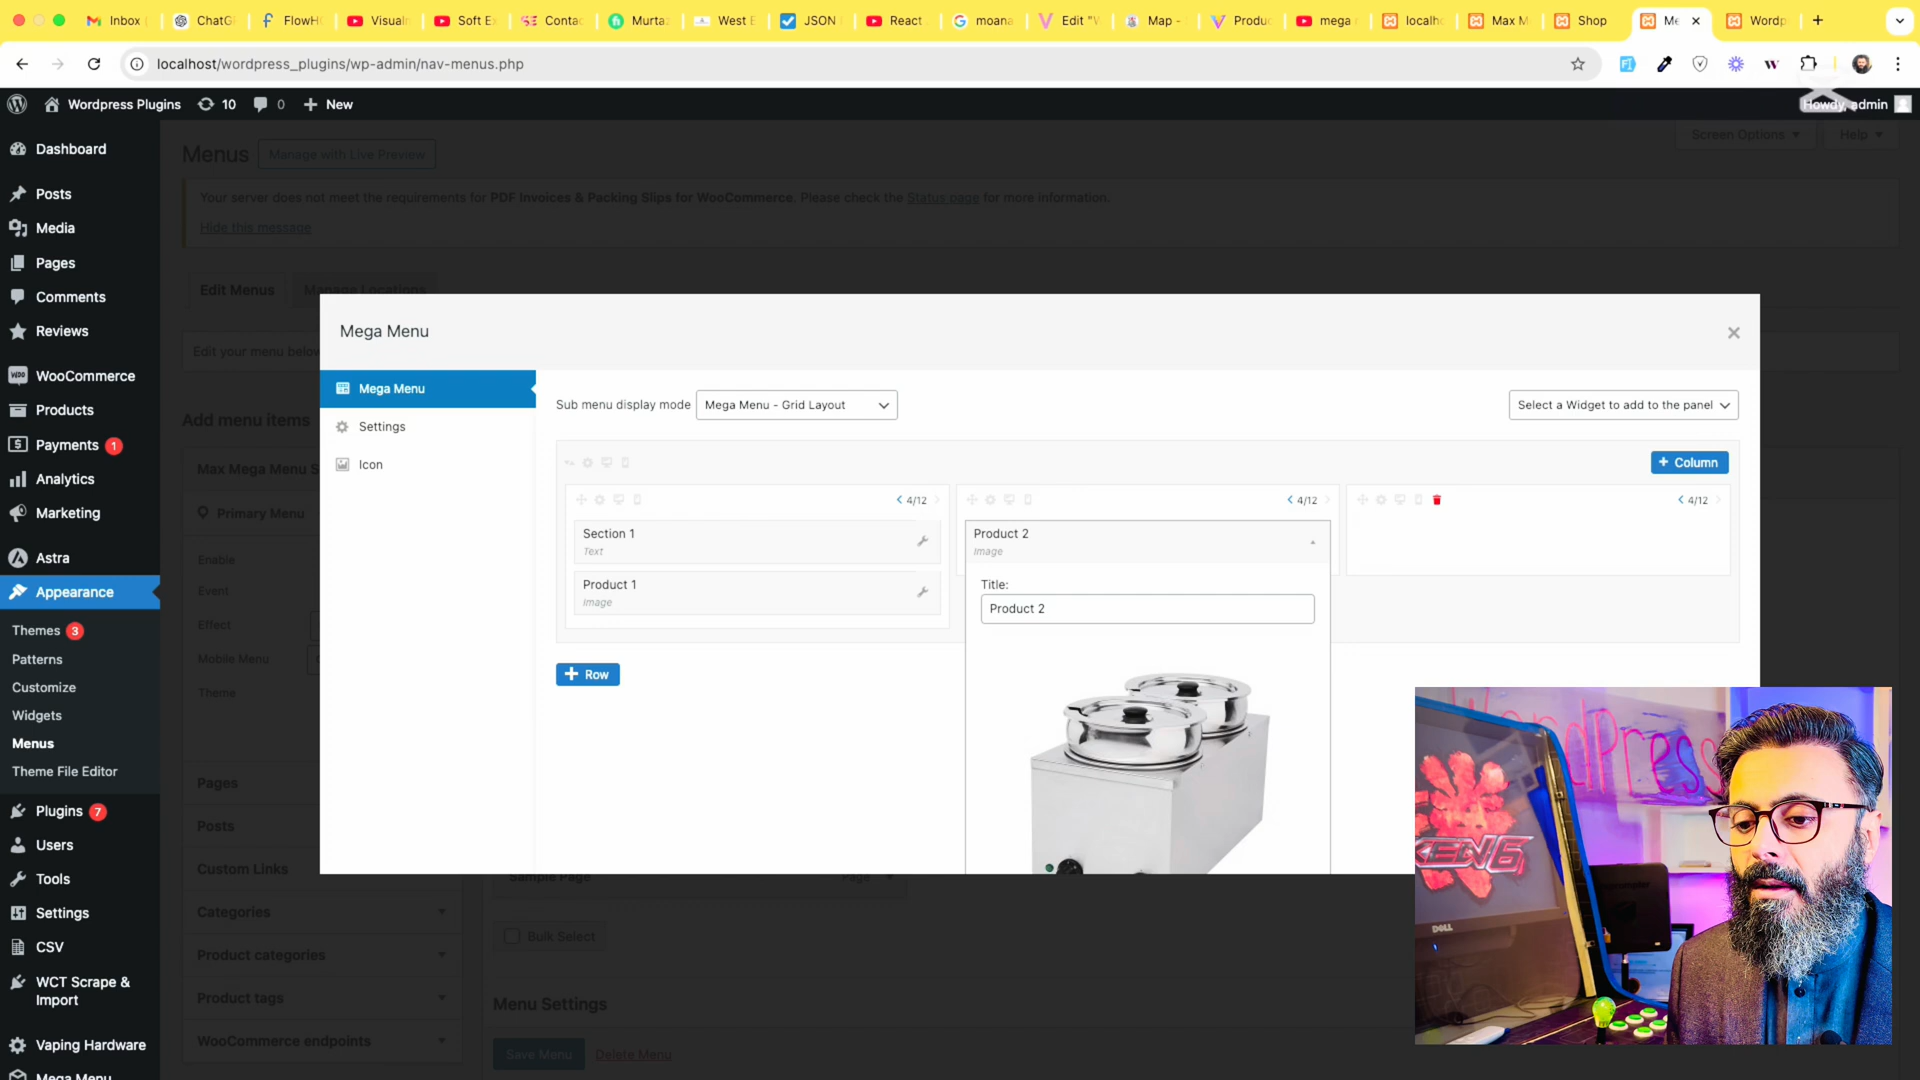 Inbox
ChatG
FlowH
Visual
Soft E
Conta
Murta
West E
JSON
React
moana
Edit "V
Map -
Produc
mega
localh
Max M
Shop
Me
Wordp
localhost/wordpress_plugins/wp-admin/nav-menus.php
Wordpress Plugins
10
0
New
Howdy, admin
Dashboard
Posts
Media
Pages
Comments
Reviews
WooCommerce
Products
Payments 1
Analytics
Marketing
Astra
Appearance
Themes 3
Patterns
Customize
Widgets
Menus
Theme File Editor
Plugins 7
Users
Tools
Settings
CSV
WCT Scrape &
Import
Vaping Hardware
Mega Menu
Menus
Manage with Live Preview
Screen Options
Help
Your server does not meet the requirements for PDF Invoices & Packing Slips for WooCommerce. Please check the Status page for more information.
Hide this message
Edit Menus
Manage Locations
Edit your menu below
Add menu items
Max Mega Menu S
Primary Menu
Enable
Event
Effect
Mobile Menu
Theme
Pages
Posts
Custom Links
Categories
Product categories
Product tags
WooCommerce endpoints
Mega Menu
Mega Menu
Settings
Icon
Sub menu display mode
Mega Menu - Grid Layout
Select a Widget to add to the panel
+ Column
4/12
4/12
4/12
Section 1
Text
Product 1
Image
Product 2
Image
Title:
Product 2
+ Row
Sample Page
Page
Bulk Select
Menu Settings
Save Menu
Delete Menu
DELL